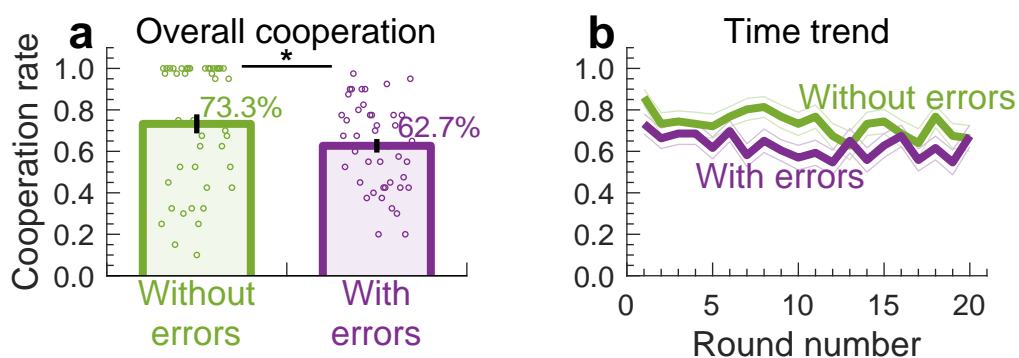 a Overall cooperation
Cooperation rate
1.0
0.8
0.6
0.4
0.2
0.0
*
73.3%
62.7%
Without
errors
With
errors
b Time trend
1.0
0.8
0.6
0.4
0.2
0.0
Without errors
With errors
0 5 10 15 20
Round number